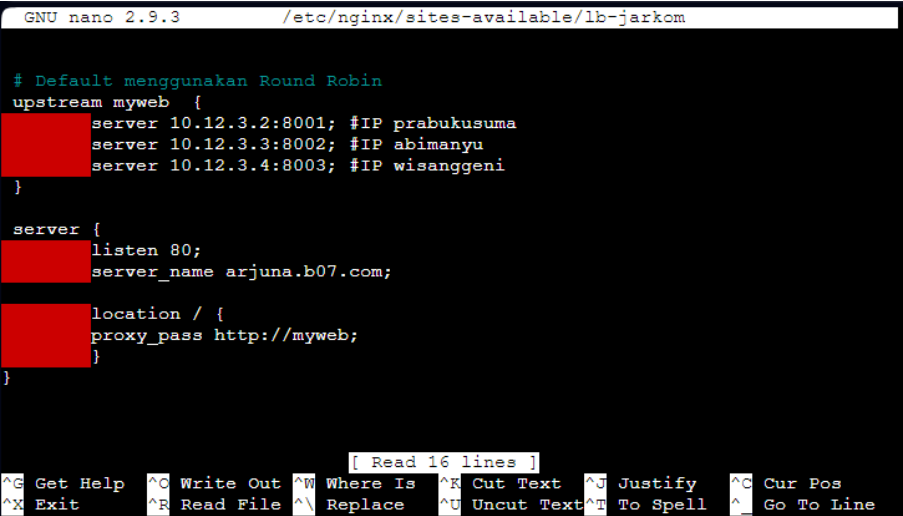 GNU nano 2.9.3 /etc/nginx/sites-available/lb-jarkom
# Default menggunakan Round Robin
upstream myweb {
server 10.12.3.2:8001; #IP prabukusuma
server 10.12.3.3:8002; #IP abimanyu
server 10.12.3.4:8003; #IP wisanggeni
}
server {
listen 80;
server_name arjuna.b07.com;
location / {
proxy_pass http://myweb;
}
}
[ Read 16 lines ]
^G Get Help ^O Write Out ^W Where Is ^K Cut Text ^J Justify ^C Cur Pos
^X Exit ^R Read File ^\ Replace ^U Uncut Text ^T To Spell ^_ Go To Line